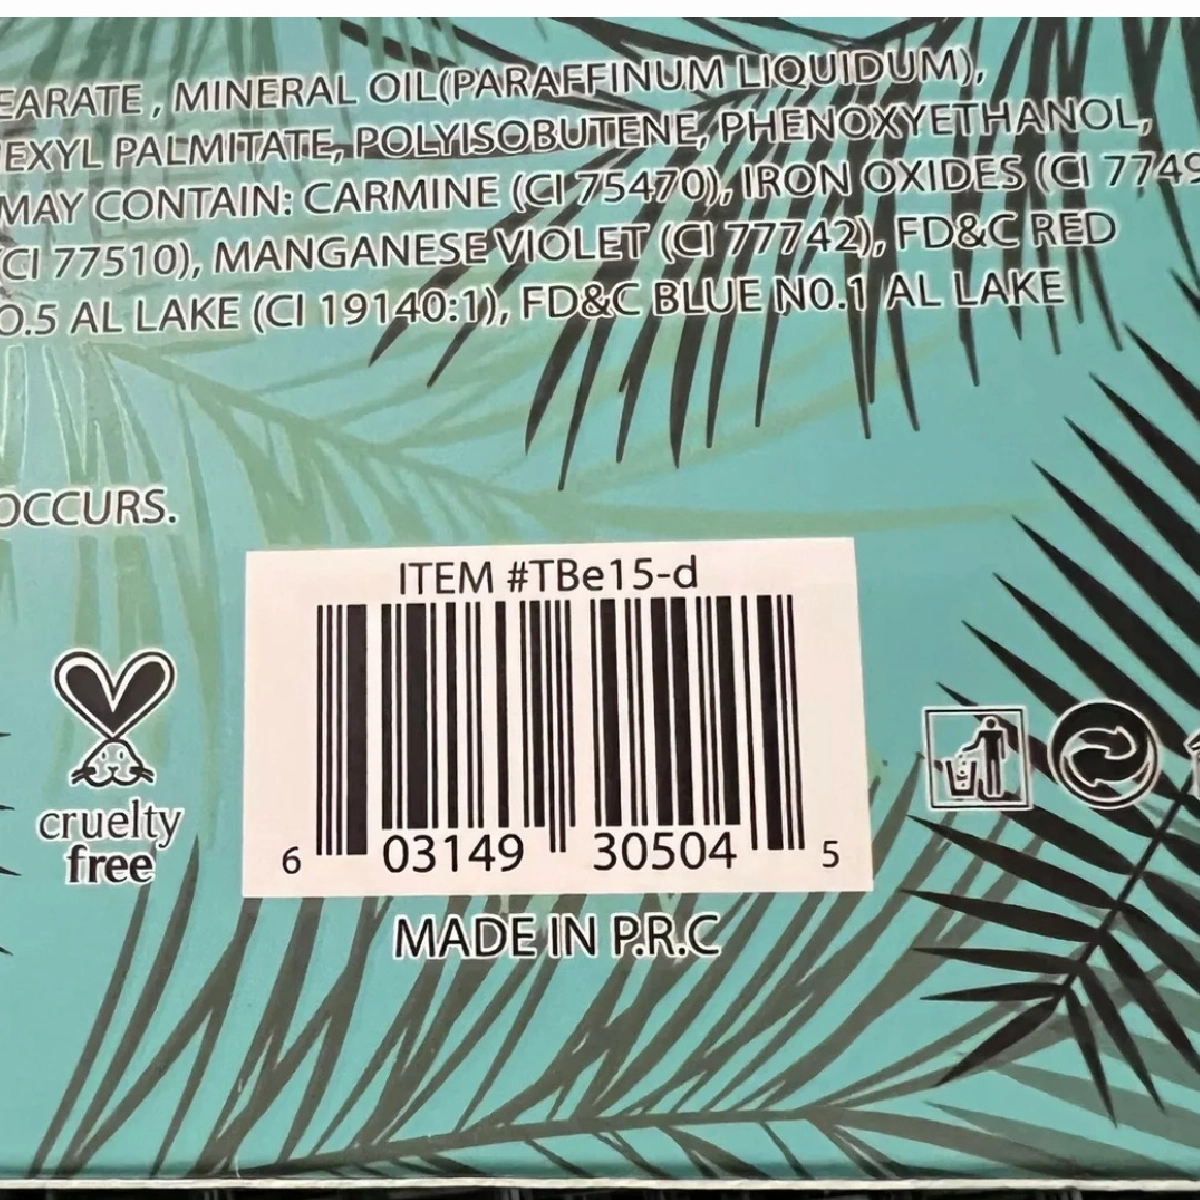 EARATE , MINERAL OIL(PARAFFINUM LIQUIDUM),
EXYL PALMITATE, POLYISOBUTENE, PHENOXYETHANOL,
MAY CONTAIN: CARMINE (CI 75470), IRON OXIDES (CI 7749
(CI 77510), MANGANESE VIOLET (CI 77742), FD&C RED
O.5 AL LAKE (CI 19140:1), FD&C BLUE NO.1 AL LAKE
OCCURS.
ITEM #TBe15-d
6 03149 30504 5
cruelty
free
MADE IN P.R.C